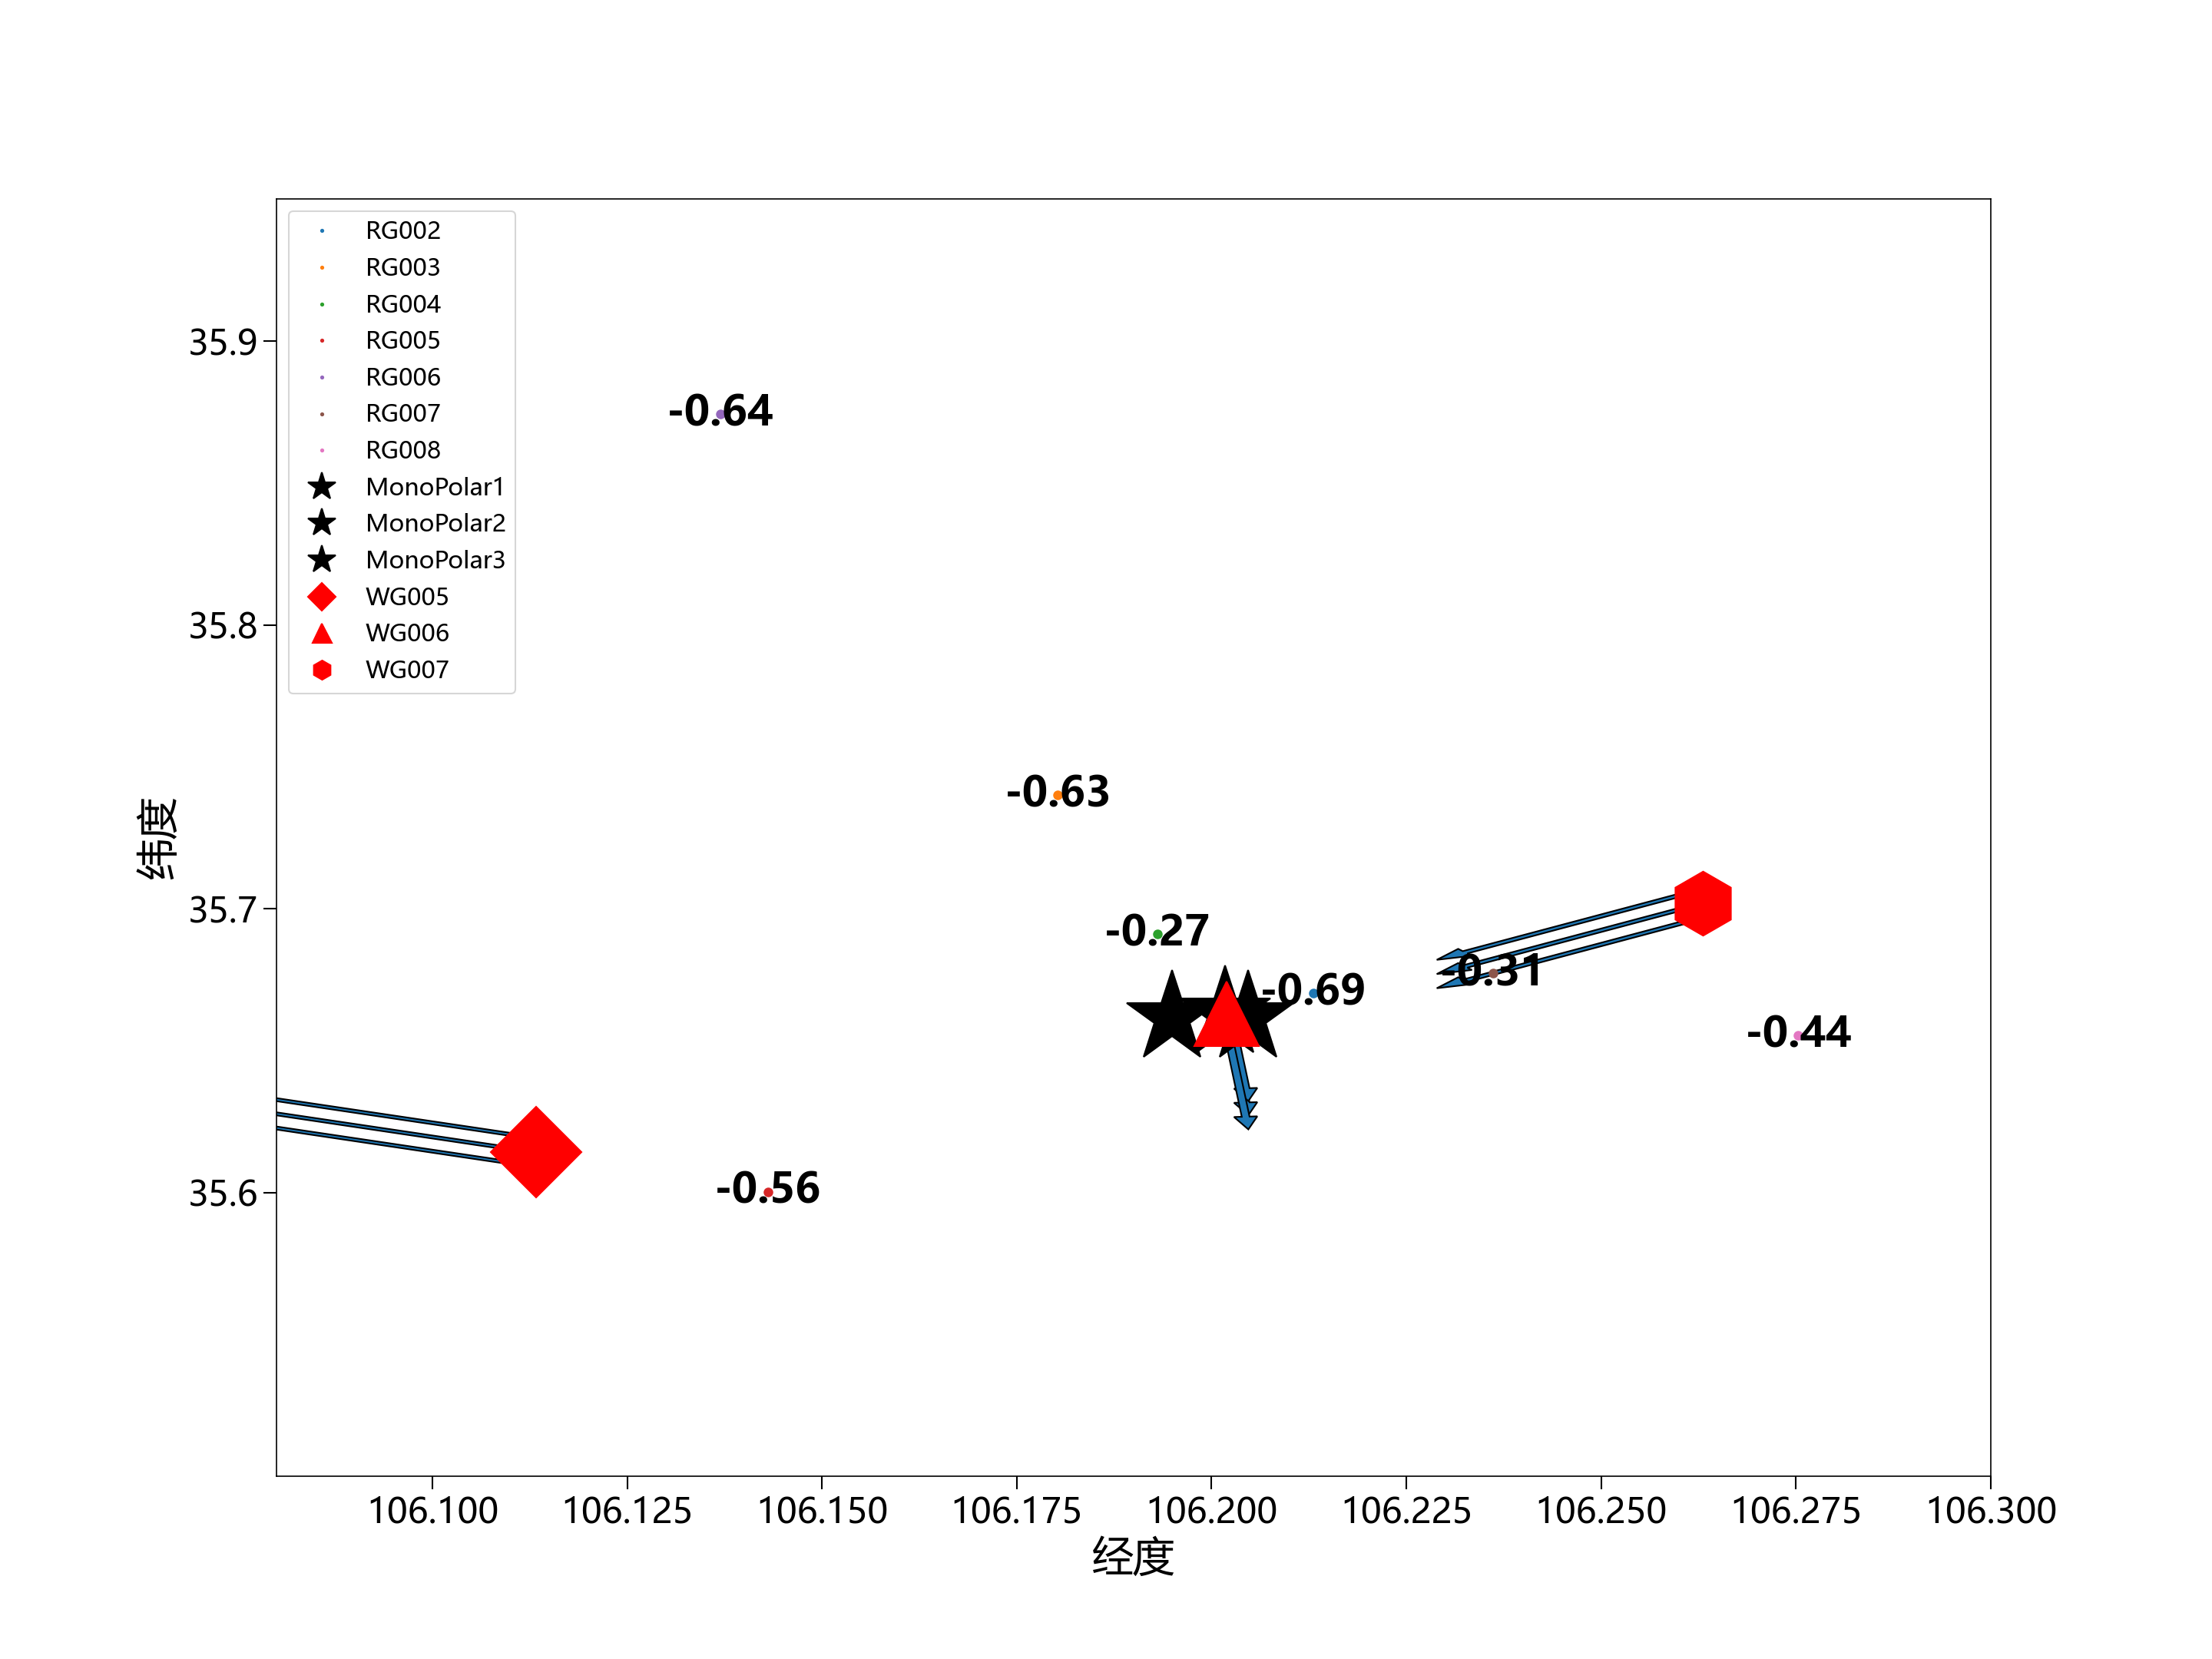 RG002
RG003
RG004
RG005
RG006
RG007
RG008
MonoPolar1
MonoPolar2
MonoPolar3
WG005
WG006
WG007
35.9
35.8
35.7
35.6
纬度
-0.64
-0.63
-0.27
-0.69
-0.31
-0.44
-0.56
106.100
106.125
106.150
106.175
106.200
106.225
106.250
106.275
106.300
经度